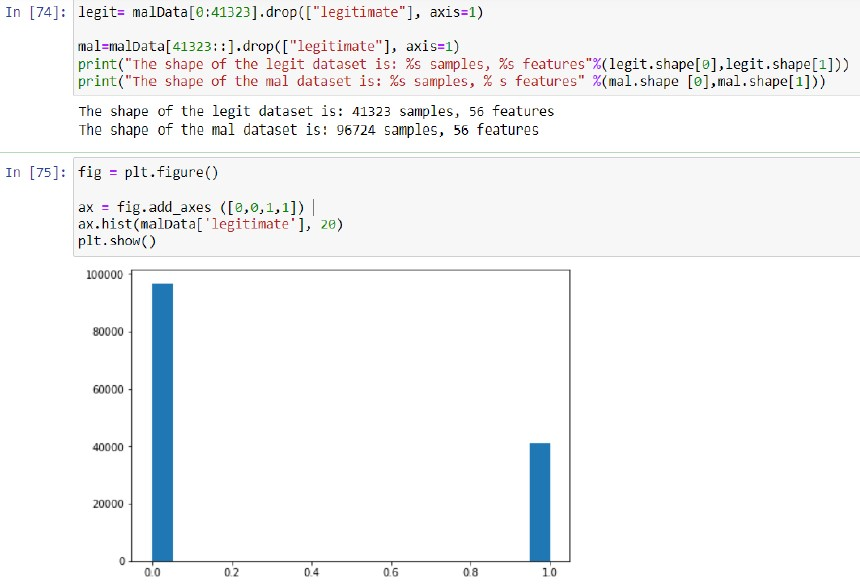 In [74]: legit= malData[0:41323].drop(["legitimate"], axis=1)
mal=malData[41323::].drop(["legitimate"], axis=1)
print("The shape of the legit dataset is: %s samples, %s features"%(legit.shape[0],legit.shape[1]))
print("The shape of the mal dataset is: %s samples, % s features" %(mal.shape [0],mal.shape[1]))
The shape of the legit dataset is: 41323 samples, 56 features
The shape of the mal dataset is: 96724 samples, 56 features
In [75]: fig = plt.figure()
ax = fig.add_axes ([0,0,1,1])
ax.hist(malData['legitimate'], 20)
plt.show()
100000
80000
60000
40000
20000
0
0.0 0.2 0.4 0.6 0.8 1.0